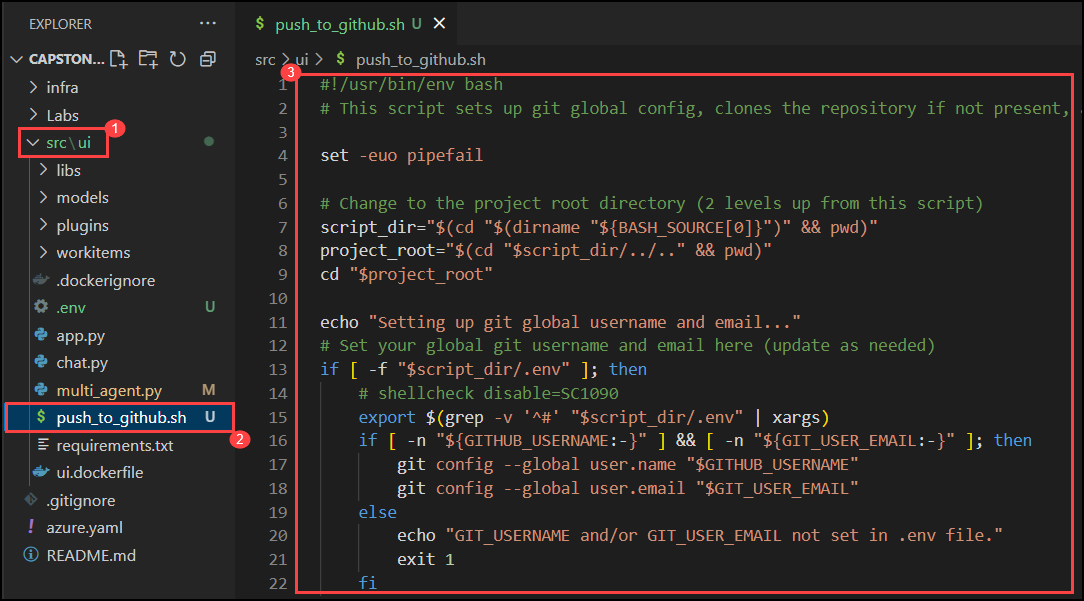 EXPLORER ···
CAPSTON...
infra
Labs
1
src\ui
libs
models
plugins
workitems
.dockerignore
.env U
app.py
chat.py
multi_agent.py M
$ push_to_github.sh U
2
requirements.txt
ui.dockerfile
.gitignore
! azure.yaml
README.md
$ push_to_github.sh U ×
src > ui > $ push_to_github.sh
3
1 #!/usr/bin/env bash
2 # This script sets up git global config, clones the repository if not present,
3
4 set -euo pipefail
5
6 # Change to the project root directory (2 levels up from this script)
7 script_dir="$(cd "$(dirname "${BASH_SOURCE[0]}")" && pwd)"
8 project_root="$(cd "$script_dir/../.." && pwd)"
9 cd "$project_root"
10
11 echo "Setting up git global username and email..."
12 # Set your global git username and email here (update as needed)
13 if [ -f "$script_dir/.env" ]; then
14 # shellcheck disable=SC1090
15 export $(grep -v '^#' "$script_dir/.env" | xargs)
16 if [ -n "${GITHUB_USERNAME:-}" ] && [ -n "${GIT_USER_EMAIL:-}" ]; then
17 git config --global user.name "$GITHUB_USERNAME"
18 git config --global user.email "$GIT_USER_EMAIL"
19 else
20 echo "GIT_USERNAME and/or GIT_USER_EMAIL not set in .env file."
21 exit 1
22 fi